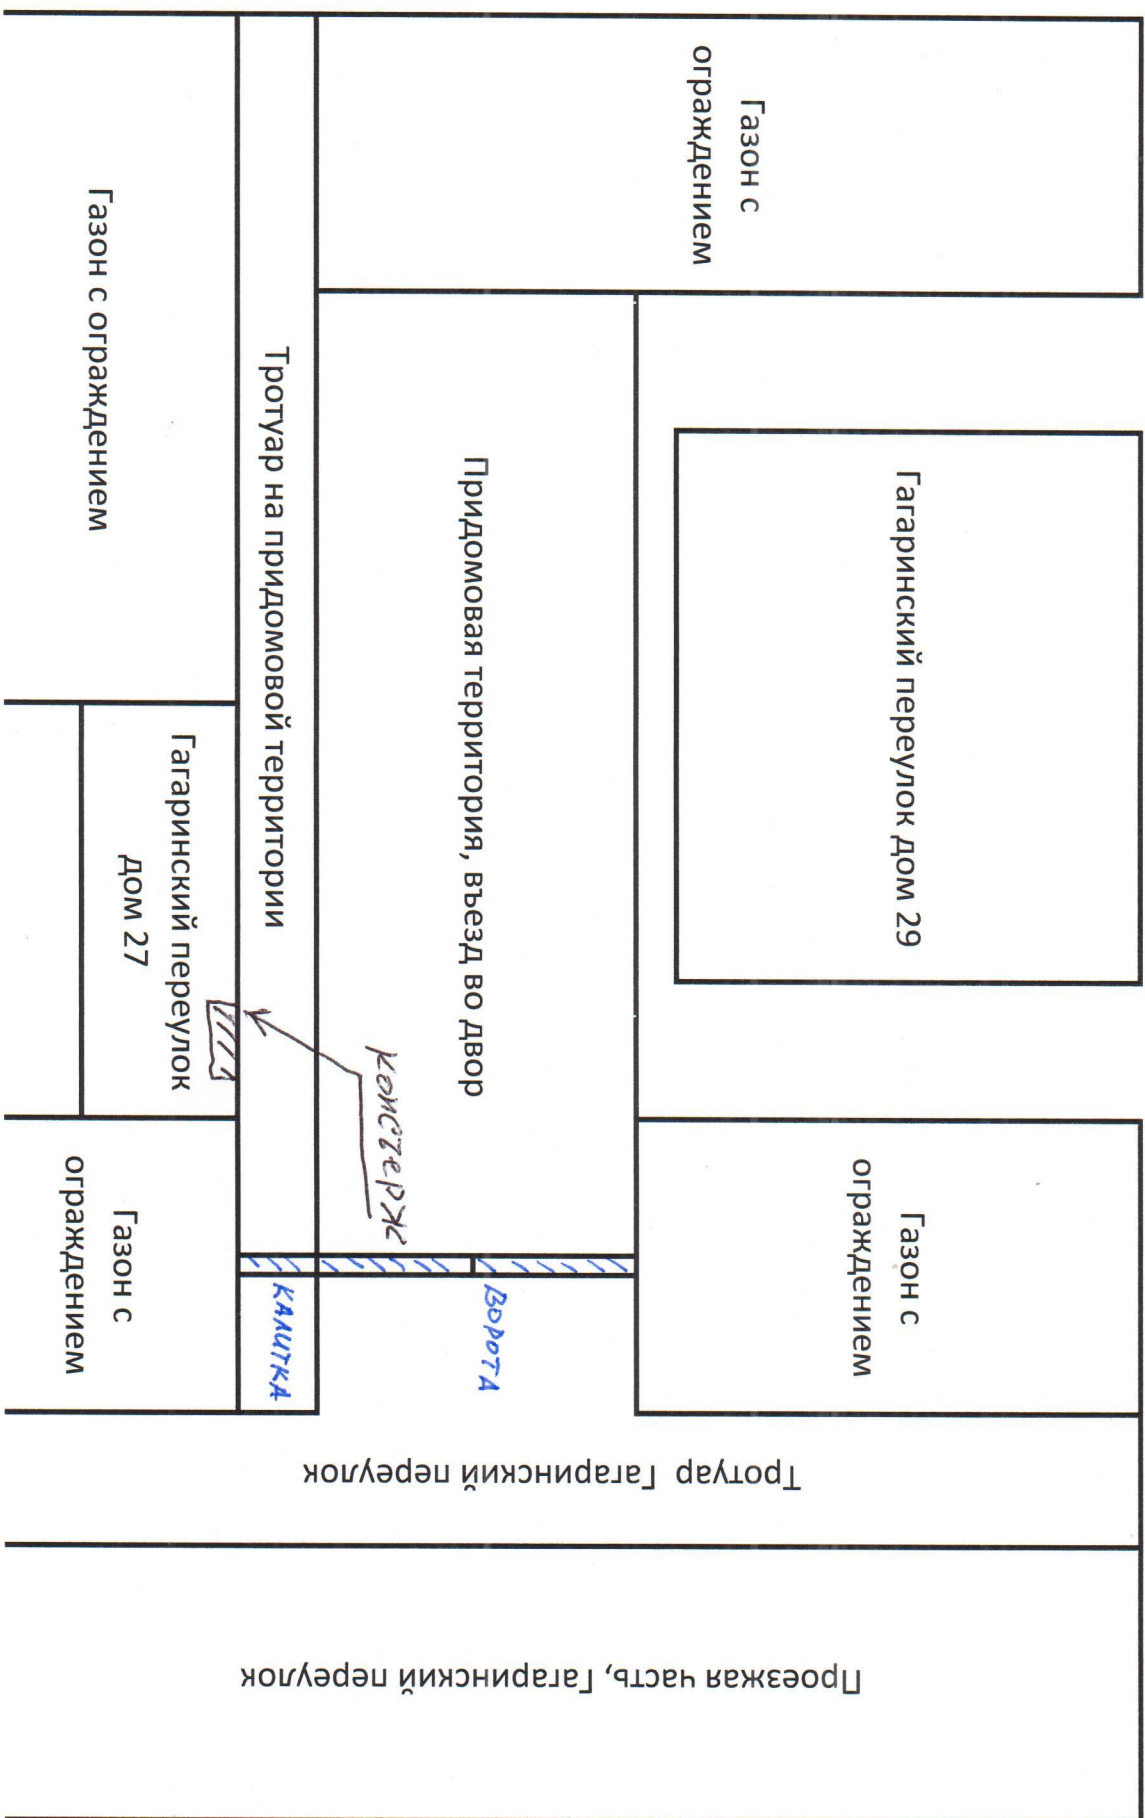 Газон с
ограждением
Гагаринский переулок дом 29
Газон с
ограждением
Придомовая территория, въезд во двор
ВОРОТА
консьерж
Тротуар на придомовой территории
КАЛИТКА
Газон с ограждением
Гагаринский переулок
дом 27
Газон с
ограждением
Тротуар Гагаринский переулок
Проезжая часть, Гагаринский переулок